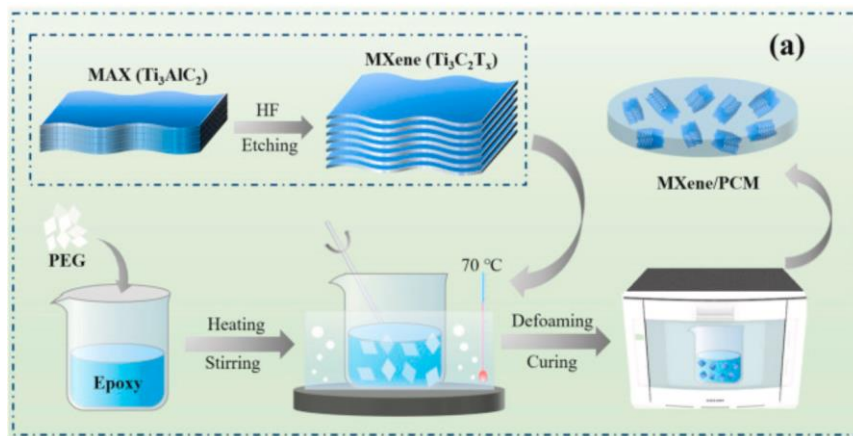 (a)
MAX (Ti₃AlC₂)
MXene (Ti₃C₂Tₓ)
HF
Etching
MXene/PCM
PEG
70 °C
Epoxy
Heating
Stirring
Defoaming
Curing